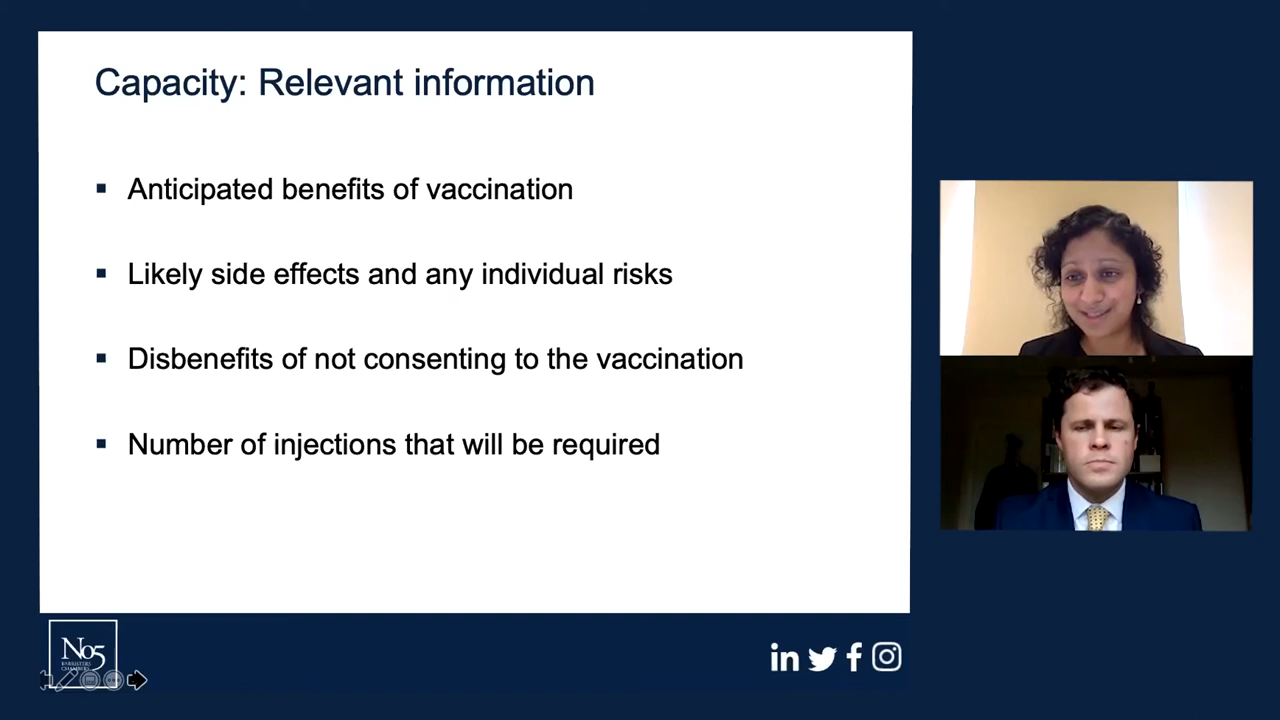 Capacity: Relevant information
▪ Anticipated benefits of vaccination
▪ Likely side effects and any individual risks
▪ Disbenefits of not consenting to the vaccination
▪ Number of injections that will be required
No5
BARRISTERS
CHAMBERS
in